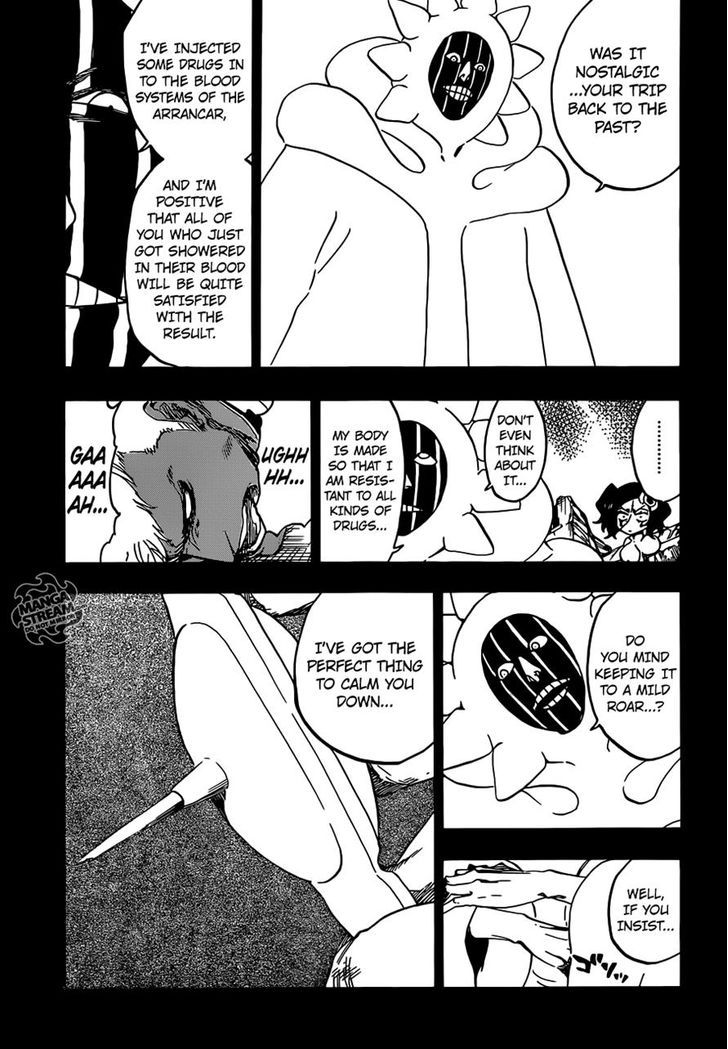 WAS IT
NOSTALGIC
...YOUR TRIP
BACK TO THE
PAST?
I'VE INJECTED
SOME DRUGS IN
TO THE BLOOD
SYSTEMS OF THE
ARRANCAR,
AND I'M
POSITIVE
THAT ALL OF
YOU WHO JUST
GOT SHOWERED
IN THEIR BLOOD
WILL BE QUITE
SATISFIED
WITH THE
RESULT.
..........
DON'T
EVEN
THINK
ABOUT
IT...
MY BODY
IS MADE
SO THAT I
AM RESIS-
TANT TO ALL
KINDS OF
DRUGS...
UGHH
HH...
GAA
AAA
AH...
MANGA
STREAM
DO
YOU MIND
KEEPING IT
TO A MILD
ROAR...?
I'VE GOT THE
PERFECT THING
TO CALM YOU
DOWN...
WELL,
IF YOU
INSIST...